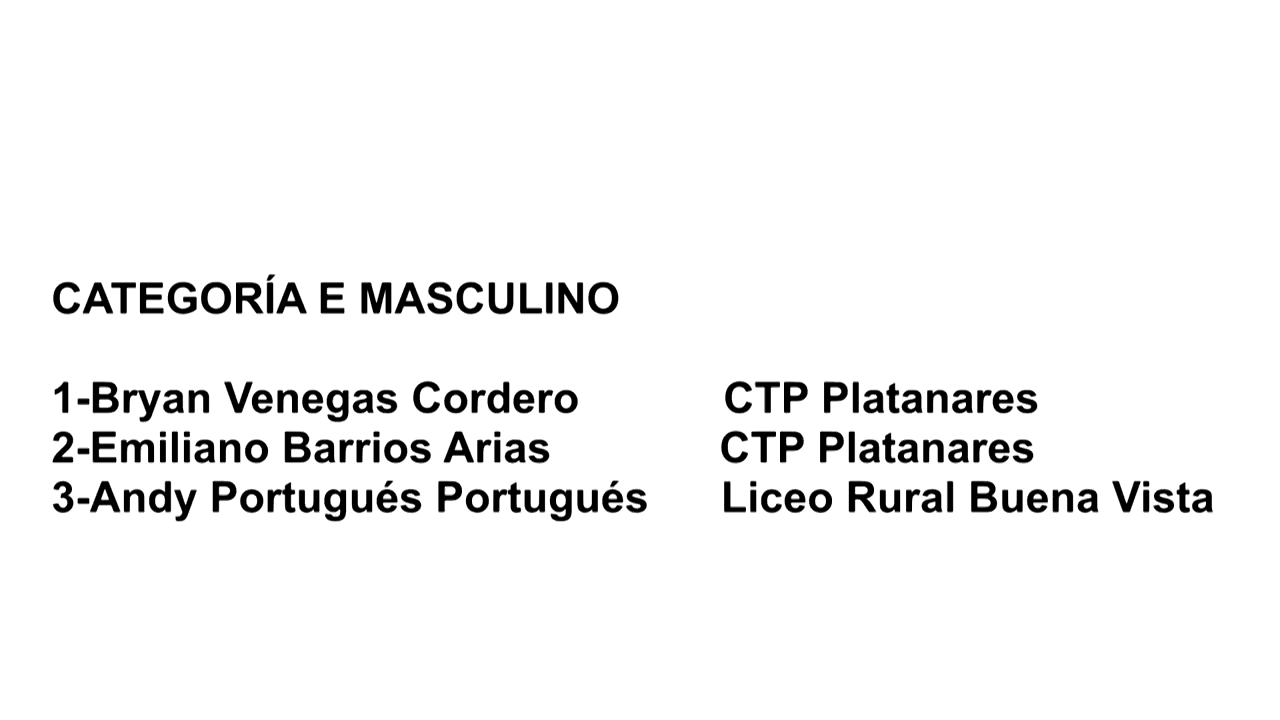 CATEGORÍA E MASCULINO
1-Bryan Venegas Cordero CTP Platanares
2-Emiliano Barrios Arias CTP Platanares
3-Andy Portugués Portugués Liceo Rural Buena Vista